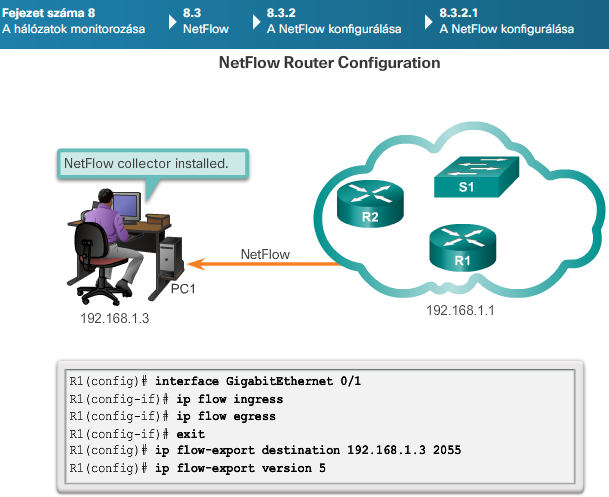 Fejezet száma 8
A hálózatok monitorozása
8.3
NetFlow
8.3.2
A NetFlow konfigurálása
8.3.2.1
A NetFlow konfigurálása
NetFlow Router Configuration
NetFlow collector installed.
S1
R2
R1
NetFlow
PC1
192.168.1.3
192.168.1.1
R1(config)# interface GigabitEthernet 0/1
R1(config-if)# ip flow ingress
R1(config-if)# ip flow egress
R1(config-if)# exit
R1(config)# ip flow-export destination 192.168.1.3 2055
R1(config)# ip flow-export version 5